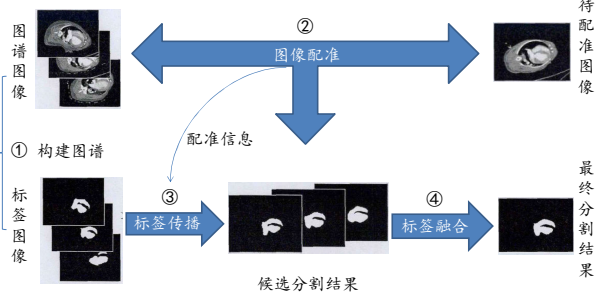 ②
图谱图像
图像配准
待配准图像
配准信息
① 构建图谱
标签图像
③
标签传播
④
标签融合
最终分割结果
候选分割结果